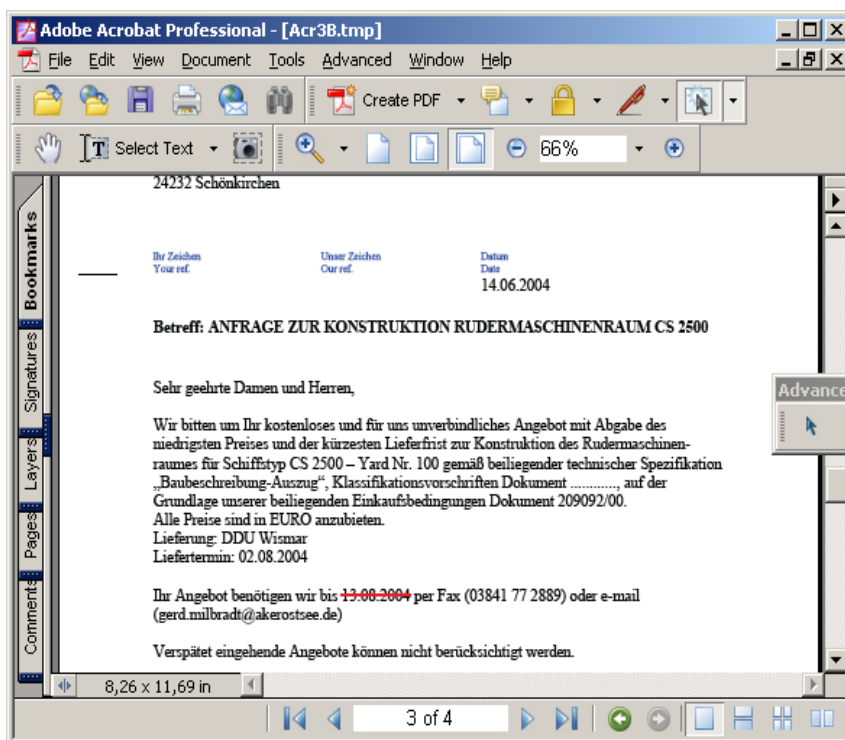 Adobe Acrobat Professional - [Acr3B.tmp]
File Edit View Document Tools Advanced Window Help
Create PDF
Select Text 66%
Bookmarks
Signatures
Layers
Pages
Comments
24232 Schönkirchen
Ihr Zeichen Unser Zeichen Datum
Your ref. Our ref. Date
14.06.2004
Betreff: ANFRAGE ZUR KONSTRUKTION RUDERMASCHINENRAUM CS 2500
Sehr geehrte Damen und Herren,
Wir bitten um Ihr kostenloses und für uns unverbindliches Angebot mit Abgabe des
niedrigsten Preises und der kürzesten Lieferfrist zur Konstruktion des Rudermaschinen-
raumes für Schiffstyp CS 2500 – Yard Nr. 100 gemäß beiliegender technischer Spezifikation
„Baubeschreibung-Auszug“, Klassifikationsvorschriften Dokument ............, auf der
Grundlage unserer beiliegenden Einkaufsbedingungen Dokument 209092/00.
Alle Preise sind in EURO anzubieten.
Lieferung: DDU Wismar
Liefertermin: 02.08.2004
Ihr Angebot benötigen wir bis 13.08.2004 per Fax (03841 77 2889) oder e-mail
(gerd.milbradt@akerostsee.de)
Verspätet eingehende Angebote können nicht berücksichtigt werden.
Advance
8,26 x 11,69 in
3 of 4